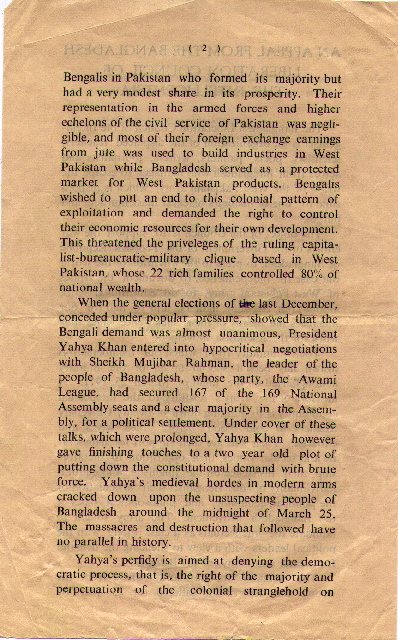 ( 2 )
Bengalis in Pakistan who formed its majority but
had a very modest share in its prosperity. Their
representation in the armed forces and higher
echelons of the civil service of Pakistan was negli-
gible, and most of their foreign exchange earnings
from jute was used to build industries in West
Pakistan while Bangladesh served as a protected
market for West Pakistan products. Bengalis
wished to put an end to this colonial pattern of
exploitation and demanded the right to control
their economic resources for their own development.
This threatened the priveleges of the ruling capita-
list-bureaucratic-military clique based in West
Pakistan, whose 22 rich families controlled 80% of
national wealth.
When the general elections of the last December,
conceded under popular pressure, showed that the
Bengali demand was almost unanimous, President
Yahya Khan entered into hypocritical negotiations
with Sheikh Mujibar Rahman, the leader of the
people of Bangladesh, whose party, the Awami
League, had secured 167 of the 169 National
Assembly seats and a clear majority in the Assem-
bly, for a political settlement. Under cover of these
talks, which were prolonged, Yahya Khan however
gave finishing touches to a two year old plot of
putting down the constitutional demand with brute
force. Yahya's medieval hordes in modern arms
cracked down upon the unsuspecting people of
Bangladesh around the midnight of March 25.
The massacres and destruction that followed have
no parallel in history.
Yahya's perfidy is aimed at denying the demo-
cratic process, that is, the right of the majority and
perpetuation of the colonial stranglehold on